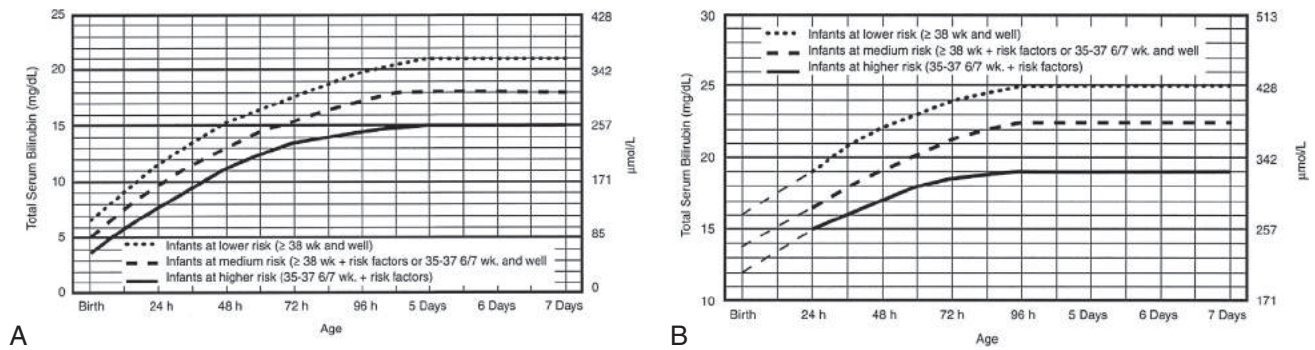 25
20
15
10
5
0
428
342
257
171
85
0
Total Serum Bilirubin (mg/dL)
µmol/L
Infants at lower risk (≥ 38 wk and well)
Infants at medium risk (≥ 38 wk + risk factors or 35-37 6/7 wk. and well
Infants at higher risk (35-37 6/7 wk. + risk factors)
Birth 24 h 48 h 72 h 96 h 5 Days 6 Days 7 Days
Age
A
30
25
20
15
10
513
428
342
257
171
Total Serum Bilirubin (mg/dL)
µmol/L
Infants at lower risk (≥ 38 wk and well)
Infants at medium risk (≥ 38 wk + risk factors or 35-37 6/7 wk. and well)
Infants at higher risk (35-37 6/7 wk. + risk factors)
Birth 24 h 48 h 72 h 96 h 5 Days 6 Days 7 Days
Age
B